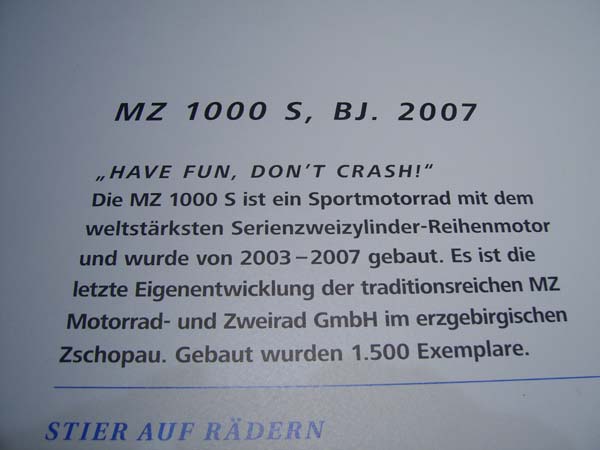 MZ 1000 S, BJ. 2007
„HAVE FUN, DON'T CRASH!“
Die MZ 1000 S ist ein Sportmotorrad mit dem
weltstärksten Serienzweizylinder-Reihenmotor
und wurde von 2003 – 2007 gebaut. Es ist die
letzte Eigenentwicklung der traditionsreichen MZ
Motorrad- und Zweirad GmbH im erzgebirgischen
Zschopau. Gebaut wurden 1.500 Exemplare.
STIER AUF RÄDERN